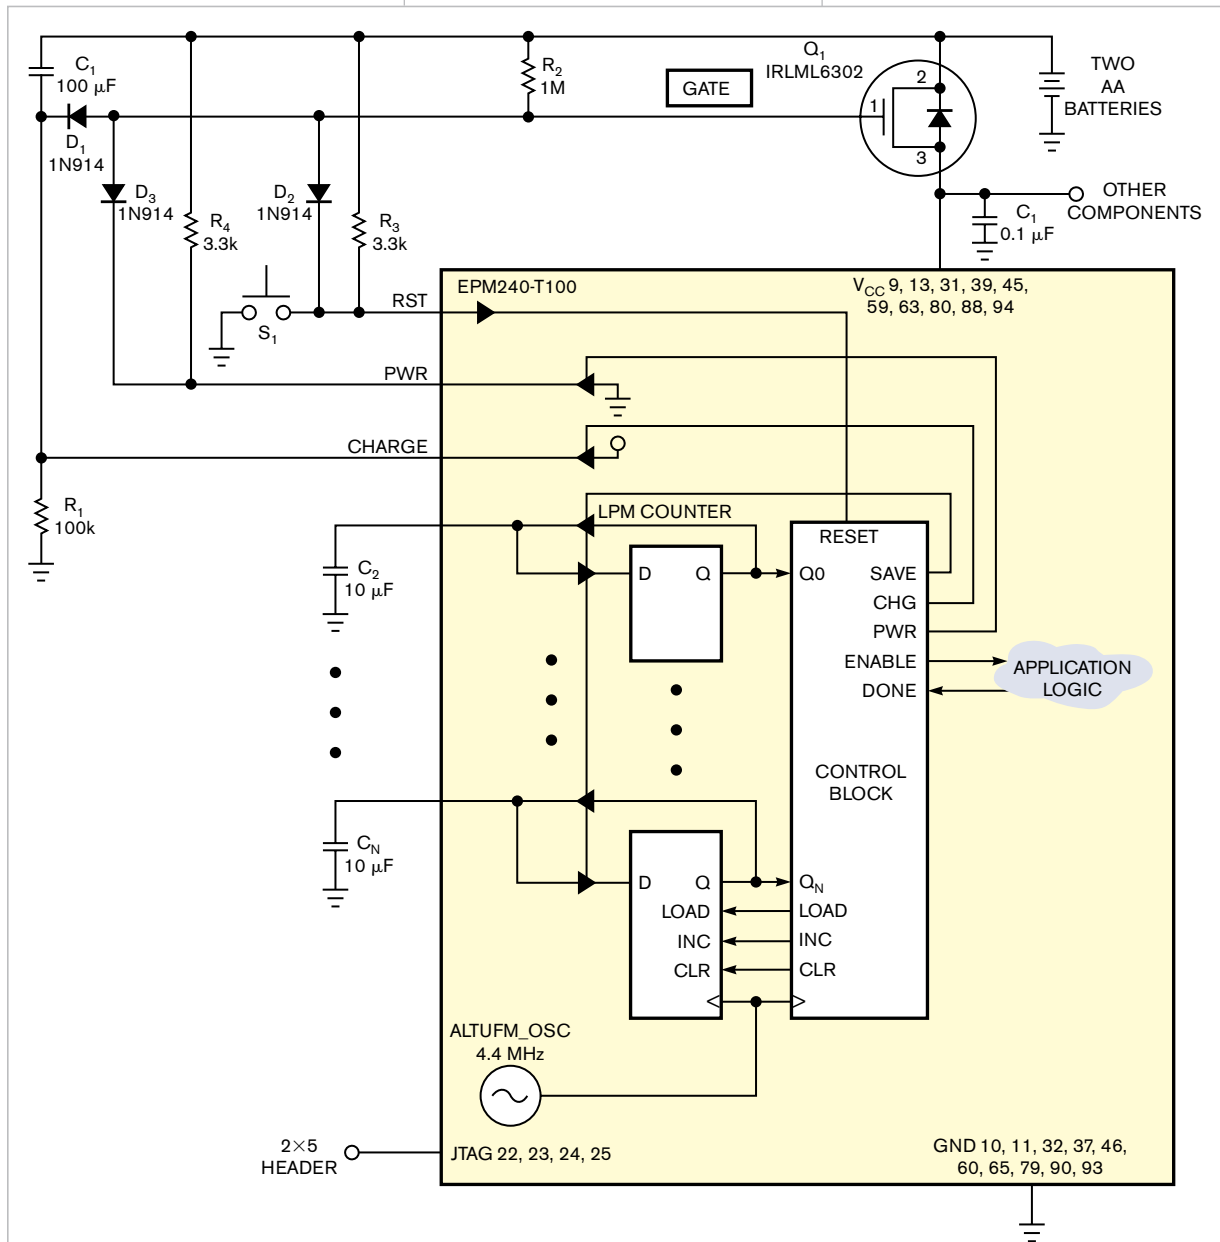 C1
100 µF
D1
1N914
D3
1N914
R4
3.3k
D2
1N914
R3
3.3k
R2
1M
GATE
Q1
IRLML6302
1
2
3
TWO
AA
BATTERIES
OTHER
COMPONENTS
C1
0.1 µF
S1
RST
PWR
CHARGE
R1
100k
EPM240-T100
VCC 9, 13, 31, 39, 45,
59, 63, 80, 88, 94
LPM COUNTER
C2
10 µF
D Q
RESET
Q0
SAVE
CHG
PWR
ENABLE
DONE
APPLICATION
LOGIC
CONTROL
BLOCK
CN
10 µF
D Q
LOAD
INC
CLR
QN
LOAD
INC
CLR
ALTUFM_OSC
4.4 MHz
2×5
HEADER
JTAG 22, 23, 24, 25
GND 10, 11, 32, 37, 46,
60, 65, 79, 90, 93